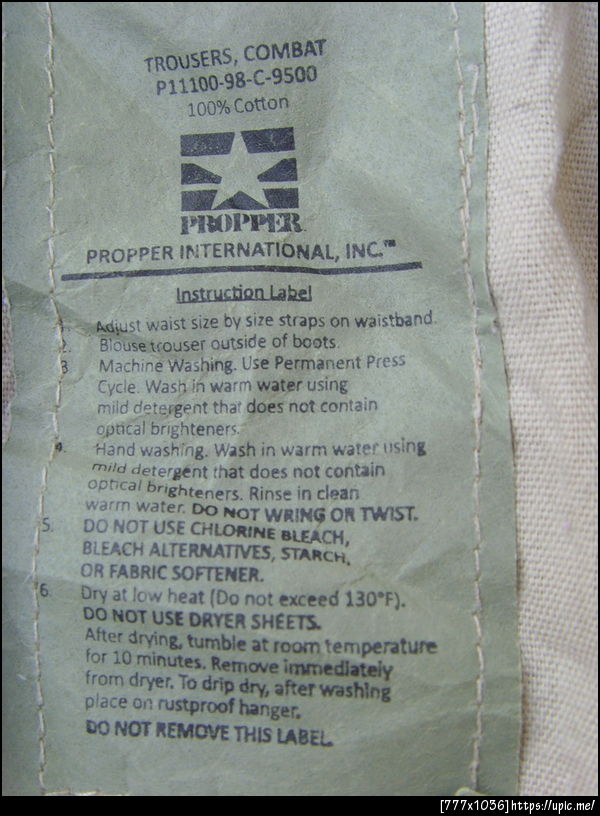 TROUSERS, COMBAT
P11100-98-C-9500
100% Cotton
PROPPER
PROPPER INTERNATIONAL, INC.™
Instruction Label
1. Adjust waist size by size straps on waistband.
2. Blouse trouser outside of boots.
3 Machine Washing. Use Permanent Press
Cycle. Wash in warm water using
mild detergent that does not contain
optical brighteners.
4. Hand washing. Wash in warm water using
mild detergent that does not contain
optical brighteners. Rinse in clean
warm water. DO NOT WRING OR TWIST.
5. DO NOT USE CHLORINE BLEACH,
BLEACH ALTERNATIVES, STARCH,
OR FABRIC SOFTENER.
6. Dry at low heat (Do not exceed 130°F).
DO NOT USE DRYER SHEETS.
After drying, tumble at room temperature
for 10 minutes. Remove immediately
from dryer. To drip dry, after washing
place on rustproof hanger.
DO NOT REMOVE THIS LABEL.
[777x1036]https://upic.me/